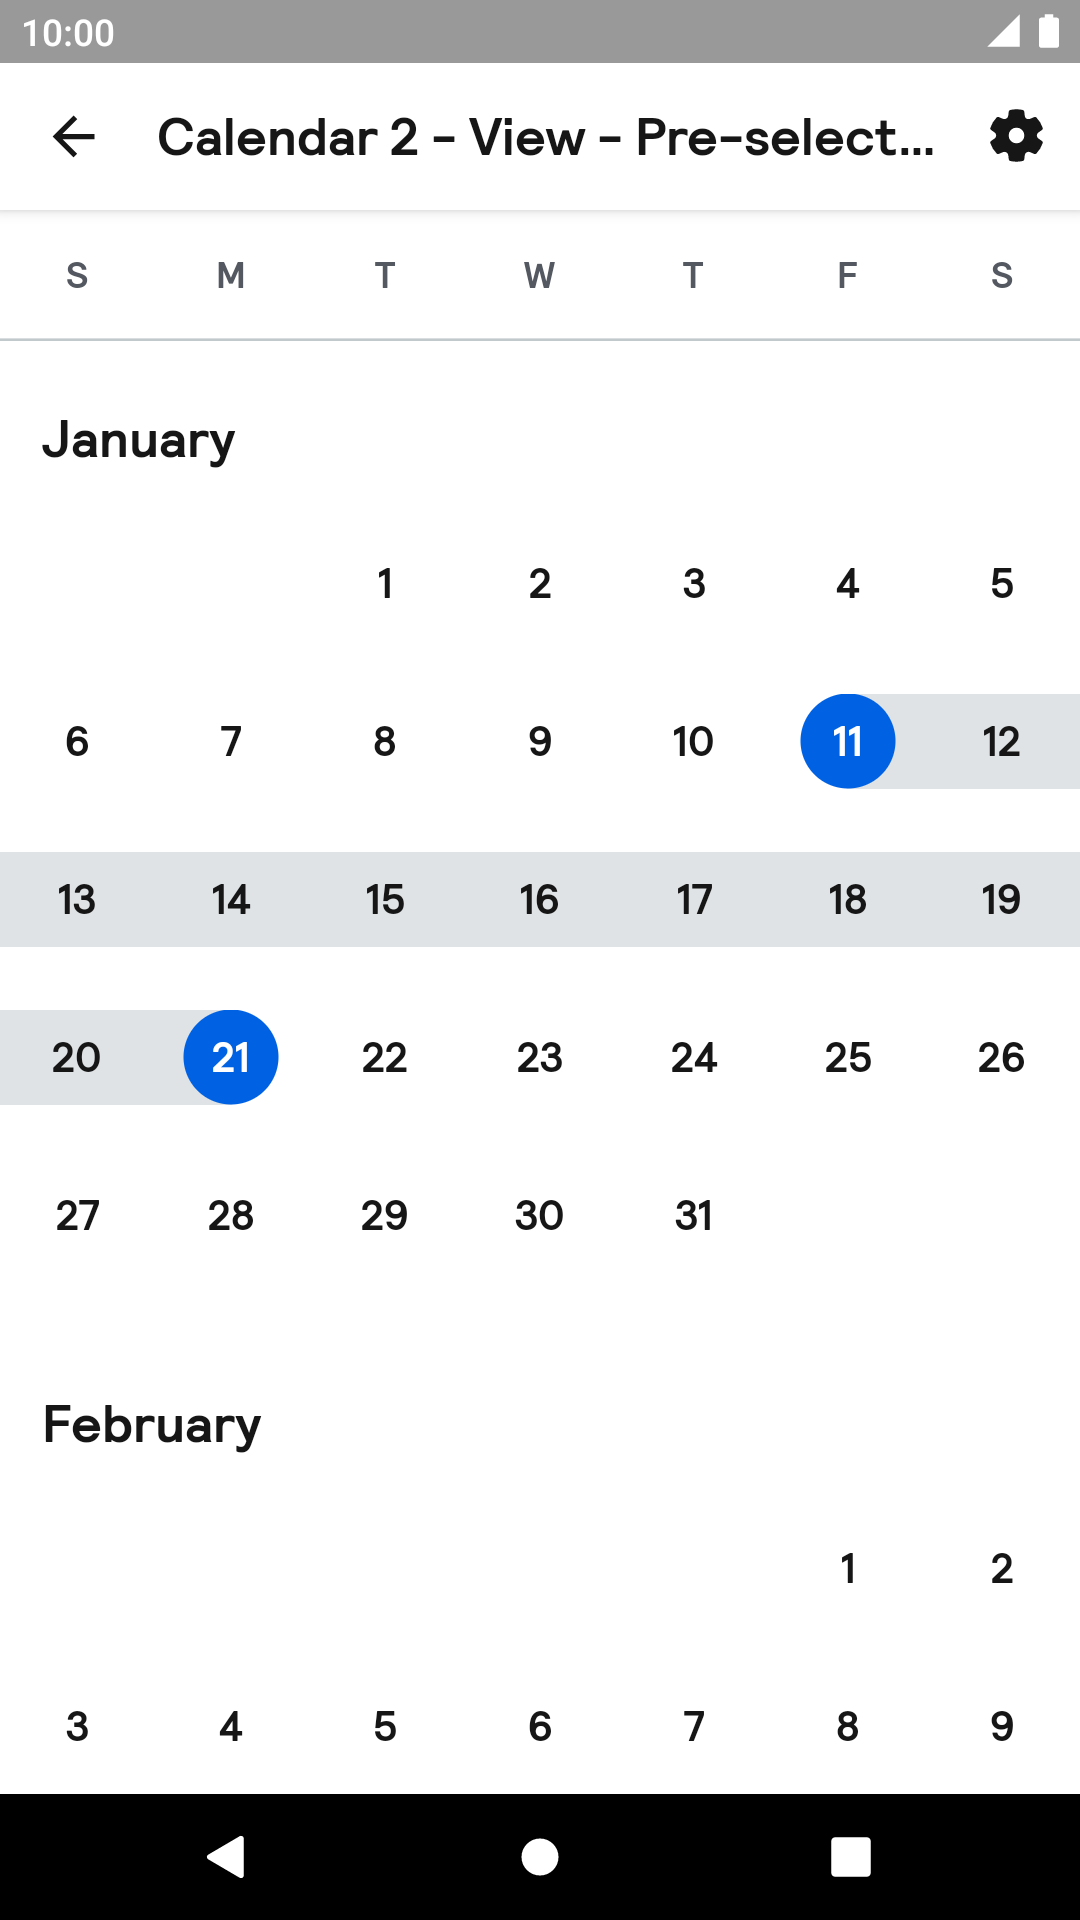 10:00
Calendar 2 - View - Pre-select...
S M T W T F S
January
1 2 3 4 5
6 7 8 9 10 11 12
13 14 15 16 17 18 19
20 21 22 23 24 25 26
27 28 29 30 31
February
1 2
3 4 5 6 7 8 9